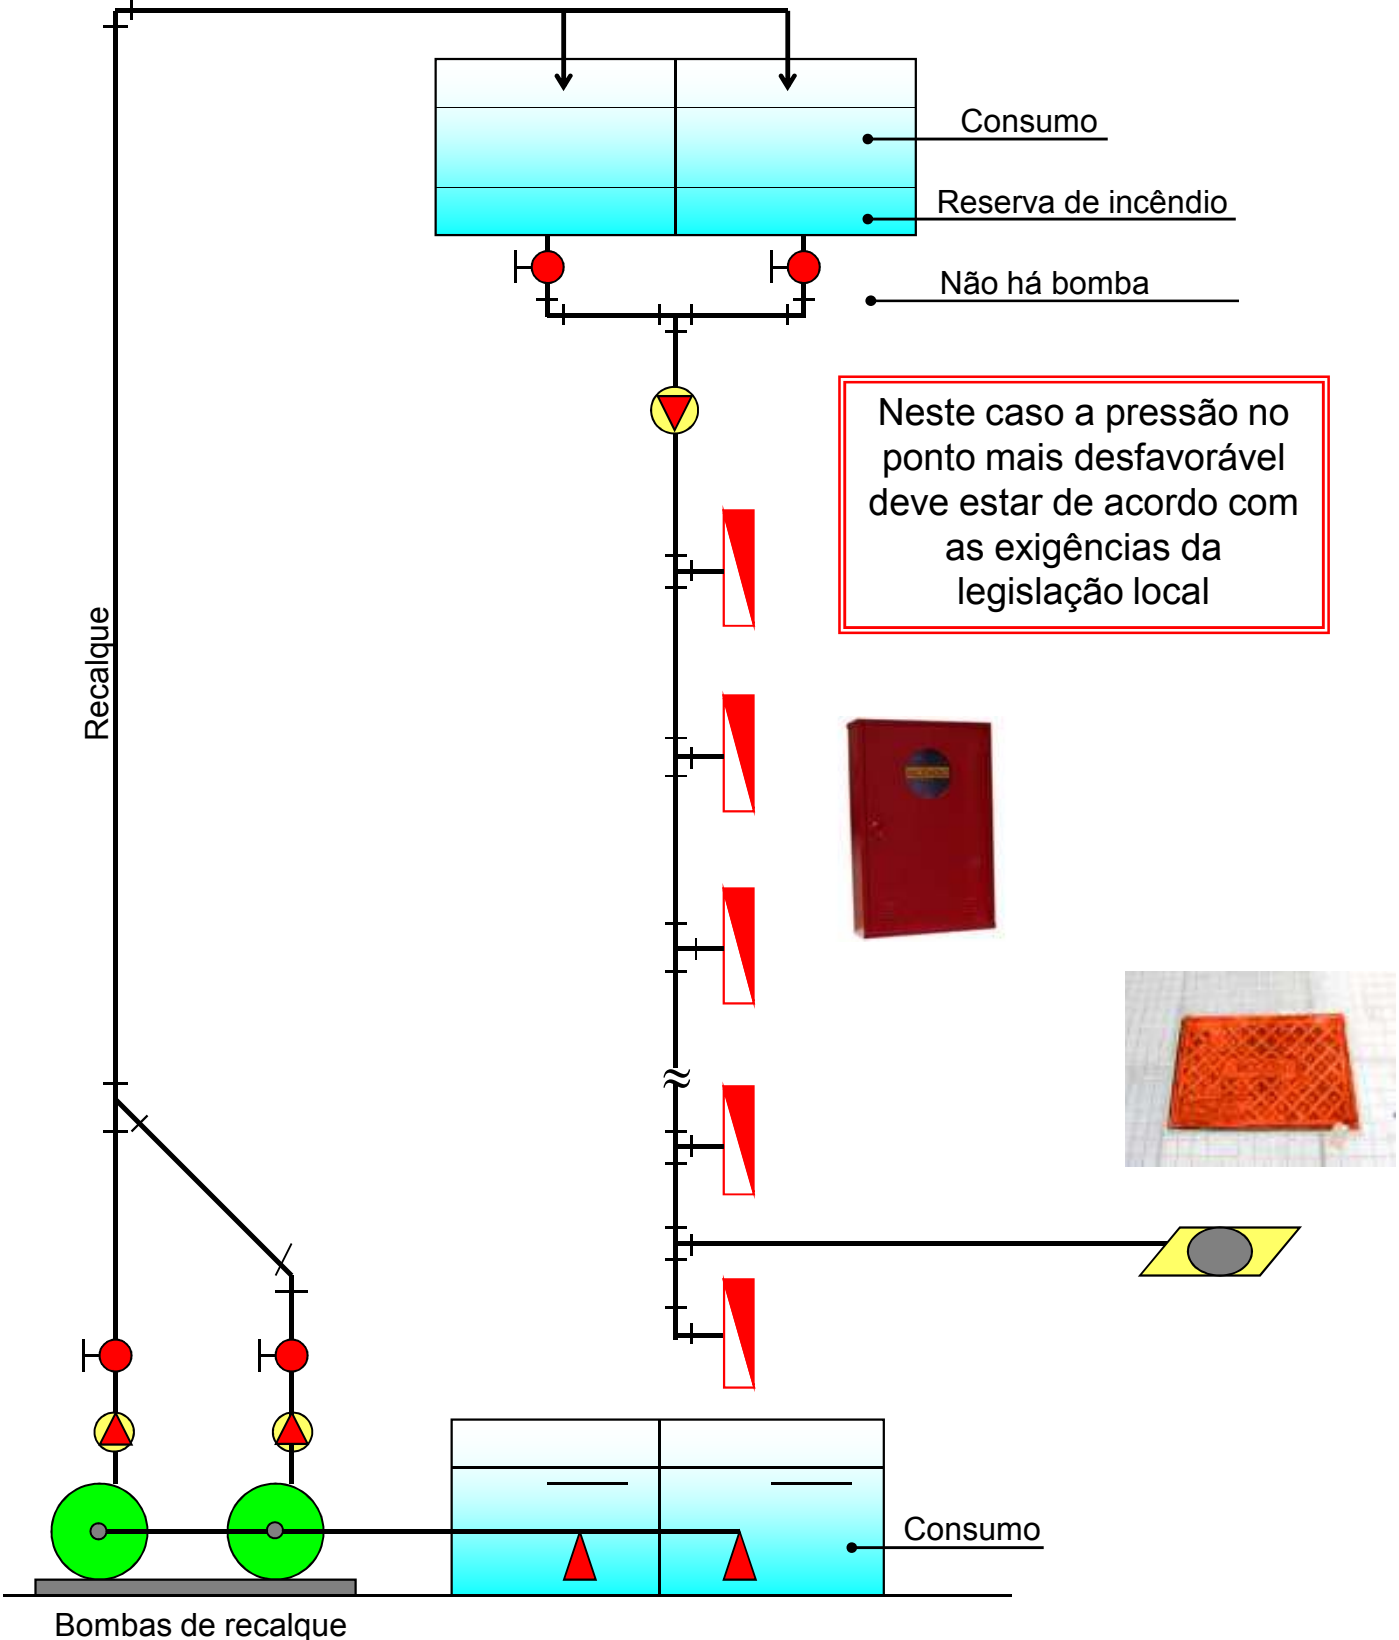 Consumo
Reserva de incêndio
Não há bomba
Neste caso a pressão no
ponto mais desfavorável
deve estar de acordo com
as exigências da
legislação local
Recalque
Consumo
Bombas de recalque